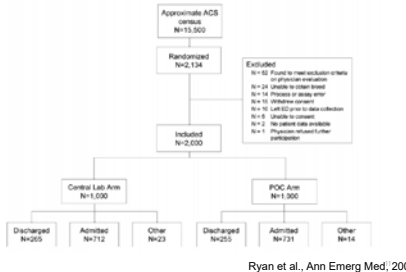 Approximate ACS
census
N=15,500
Randomized
N=2,134
Excluded
N = 62 Found to meet exclusion criteria
on physician evaluation
N = 24 Unable to obtain blood
N = 14 Process or assay error
N = 15 Withdrew consent
N = 10 Left ED prior to data collection
N = 6 Unable to consent
N = 2 No patient data available
N = 1 Physician refused further
participation
Included
N=2,000
Central Lab Arm
N=1,000
POC Arm
N=1,000
Discharged
N=265
Admitted
N=712
Other
N=23
Discharged
N=255
Admitted
N=731
Other
N=14
Ryan et al., Ann Emerg Med,